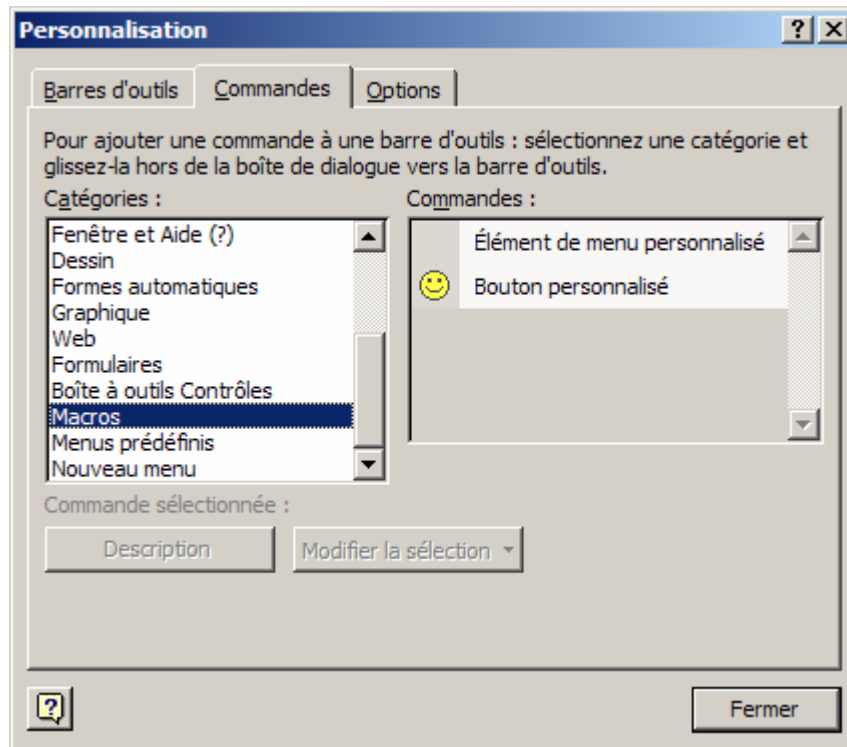 Personnalisation
Barres d'outils
Commandes
Options
Pour ajouter une commande à une barre d'outils : sélectionnez une catégorie et
glissez-la hors de la boîte de dialogue vers la barre d'outils.
Catégories :
Fenêtre et Aide (?)
Dessin
Formes automatiques
Graphique
Web
Formulaires
Boîte à outils Contrôles
Macros
Menus prédéfinis
Nouveau menu
Commandes :
Élément de menu personnalisé
Bouton personnalisé
Commande sélectionnée :
Description
Modifier la sélection
Fermer